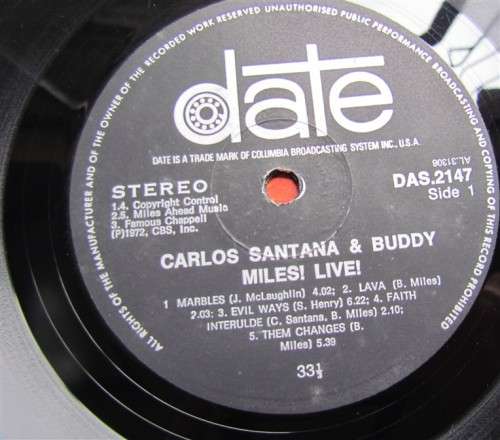 ALL RIGHTS OF THE MANUFACTURER AND OF THE OWNER OF THE RECORDED WORK RESERVED UNAUTHORISED PUBLIC PERFORMANCE BROADCASTING AND COPYING OF THIS RECORD PROHIBITED
date
DATE IS A TRADE MARK OF COLUMBIA BROADCASTING SYSTEM INC., U.S.A.
AL.31308
STEREO
DAS.2147
Side 1
1.4. Copyright Control
2.5. Miles Ahead Music
3. Famous Chappell
(P)1972, CBS, Inc.
CARLOS SANTANA & BUDDY
MILES! LIVE!
1 MARBLES (J. McLaughlin) 4.02; 2. LAVA (B. Miles)
2:03; 3. EVIL WAYS (S. Henry) 6.22; 4. FAITH
INTERULDE (C. Santana, B. Miles) 2.10;
5. THEM CHANGES (B.
Miles) 5.39
33⅓